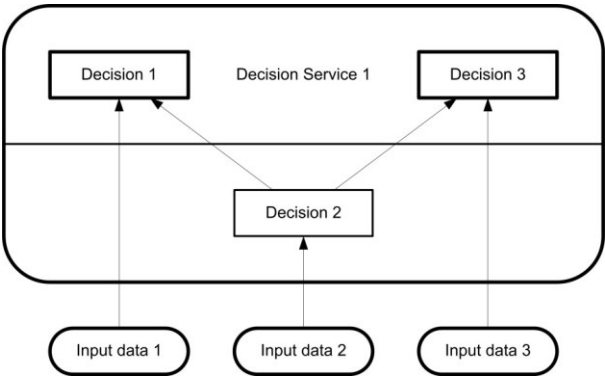 Decision 1
Decision Service 1
Decision 3
Decision 2
Input data 1
Input data 2
Input data 3